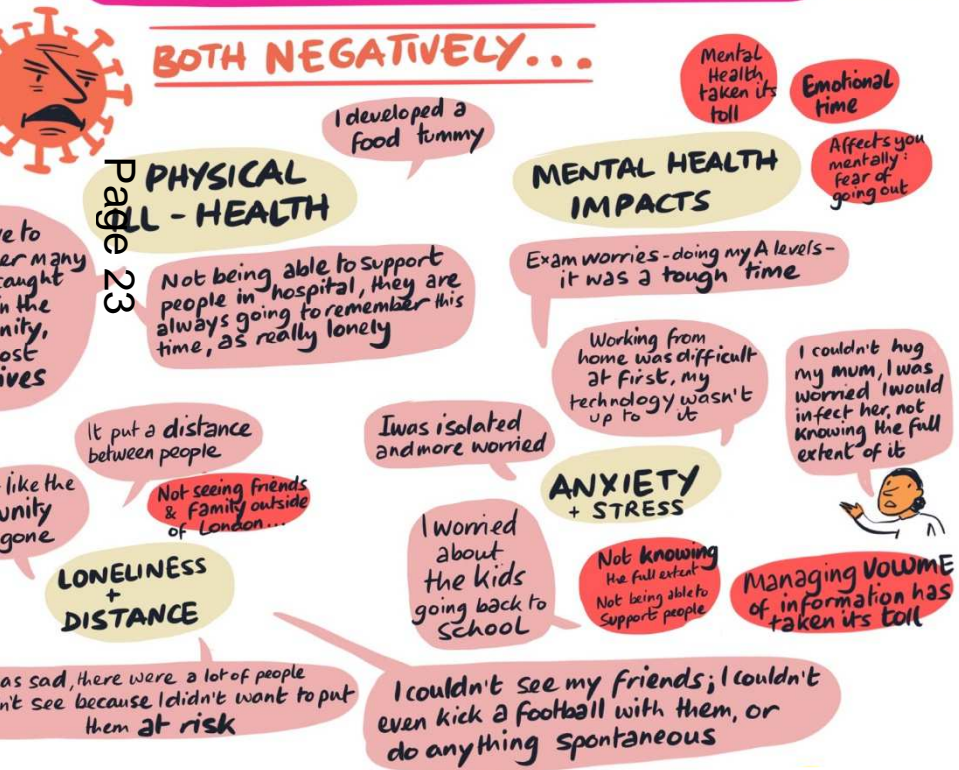 BOTH NEGATIVELY...
Mental
Health
taken its
toll
Emotional
time
I developed a
food tummy
Affects you
mentally:
fear of
going out
PHYSICAL
ILL-HEALTH
MENTAL HEALTH
IMPACTS
Page 23
Not being able to support
people in hospital, they are
always going to remember this
time, as really lonely
Exam worries - doing my A levels -
it was a tough time
Working from
home was difficult
at first, my
technology wasn't
up to it
I couldn't hug
my mum, I was
worried I would
infect her, not
knowing the full
extent of it
It put a distance
between people
I was isolated
and more worried
like the
gone
Not seeing friends
& family outside
of London...
ANXIETY
+ STRESS
I worried
about
the kids
going back to
school
Not knowing
the full extent
Not being able to
support people
Managing VOLUME
of information has
taken its toll
LONELINESS
+
DISTANCE
sad, there were a lot of people
see because I didn't want to put
them at risk
I couldn't see my friends; I couldn't
even kick a football with them, or
do anything spontaneous